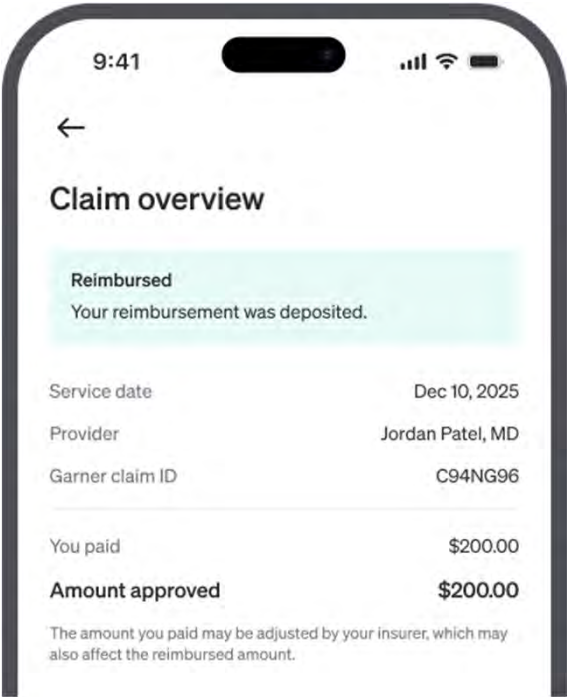 9:41
Claim overview
Reimbursed
Your reimbursement was deposited.
Service date Dec 10, 2025
Provider Jordan Patel, MD
Garner claim ID C94NG96
You paid $200.00
Amount approved $200.00
The amount you paid may be adjusted by your insurer, which may
also affect the reimbursed amount.